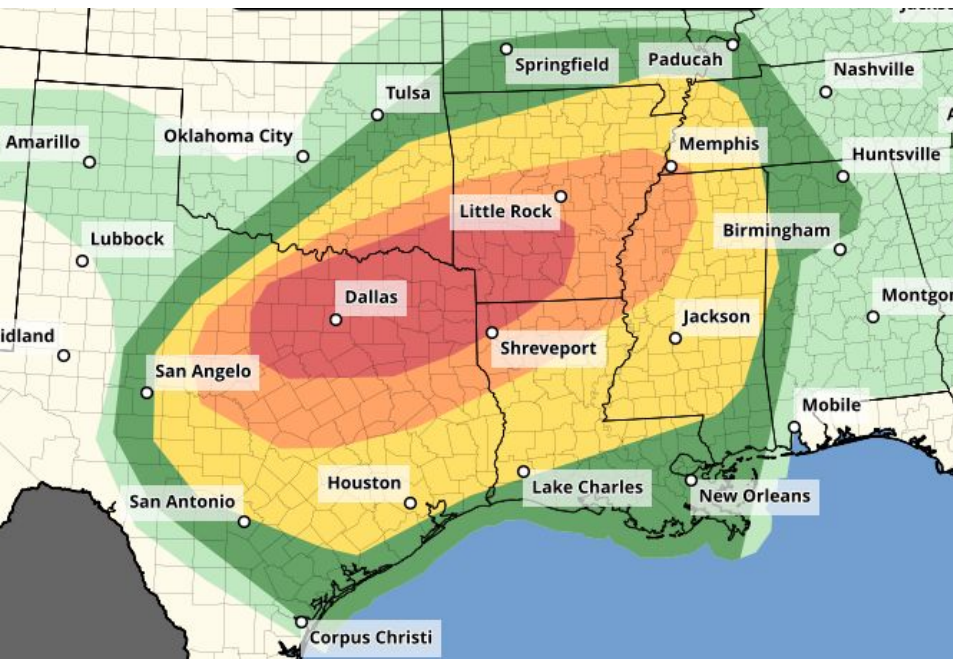 Springfield
Paducah
Nashville
Tulsa
Amarillo
Oklahoma City
Memphis
Huntsville
Little Rock
Lubbock
Birmingham
Dallas
Montgor
Jackson
idland
Shreveport
San Angelo
Mobile
Houston
Lake Charles
New Orleans
San Antonio
Corpus Christi